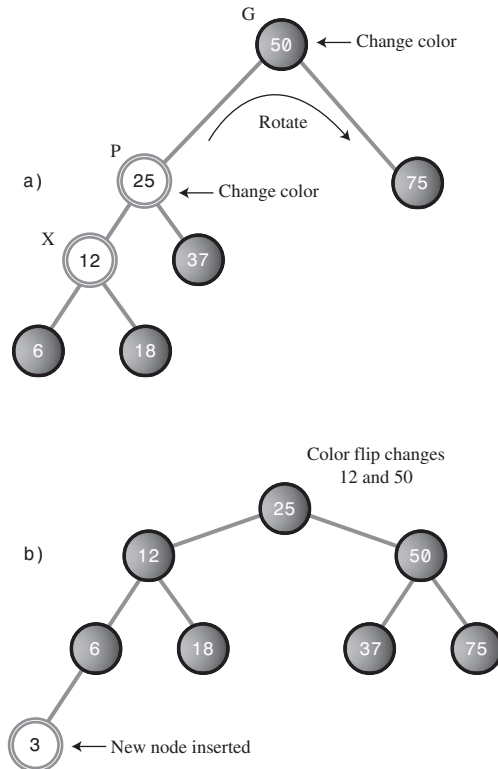 G
50
Change color
Rotate
P
a)
25
Change color
75
X
12
37
6
18
Color flip changes
12 and 50
25
b)
12
50
6
18
37
75
3
New node inserted